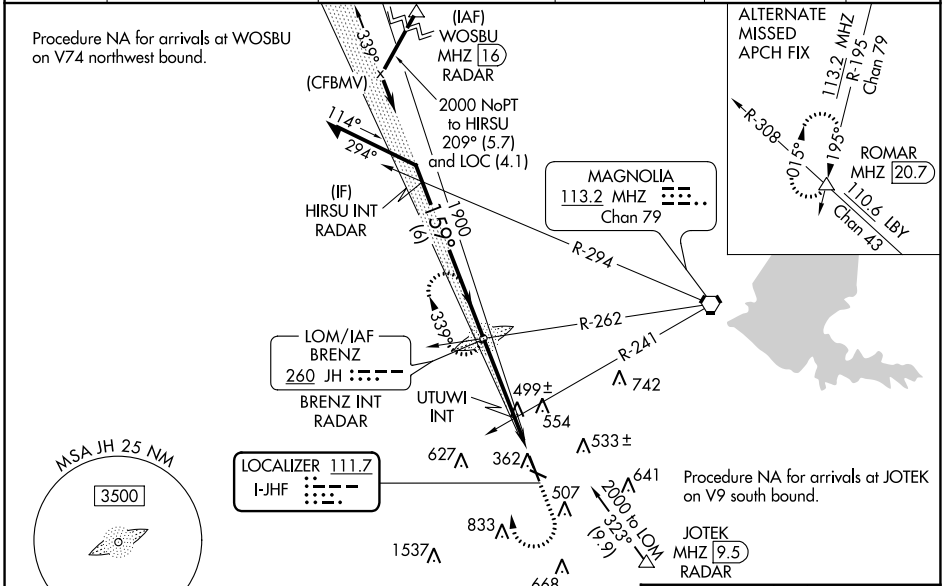 Procedure NA for arrivals at WOSBU
on V74 northwest bound.
(IAF)
WOSBU
MHZ 16
RADAR
339°
(CFBMV)
2000 NoPT
to HIRSU
209° (5.7)
and LOC (4.1)
114°
294°
(IF)
HIRSU INT
RADAR
1900
159°
(6)
MAGNOLIA
113.2 MHZ
Chan 79
R-294
R-262
R-241
339°
LOM/IAF
BRENZ
260 JH
BRENZ INT
RADAR
UTUWI
INT
499±
554
742
533±
627
362
641
507
833
1537
668
LOCALIZER 111.7
I-JHF
MSA JH 25 NM
3500
2000 to LOM
323°
(9.9)
Procedure NA for arrivals at JOTEK
on V9 south bound.
JOTEK
MHZ 9.5
RADAR
ALTERNATE
MISSED
APCH FIX
113.2 MHZ
R-195
Chan 79
R-308
015°
195°
ROMAR
MHZ 20.7
110.6 LBY
Chan 43